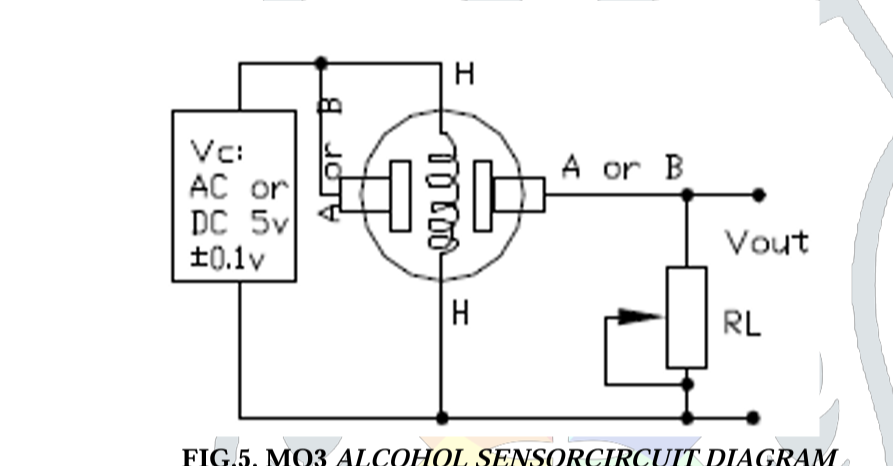 H
A or B
Vc:
AC or
DC 5v
±0.1v
A or B
Vout
H
RL
FIG.5. MQ3 ALCOHOL SENSORCIRCUIT DIAGRAM